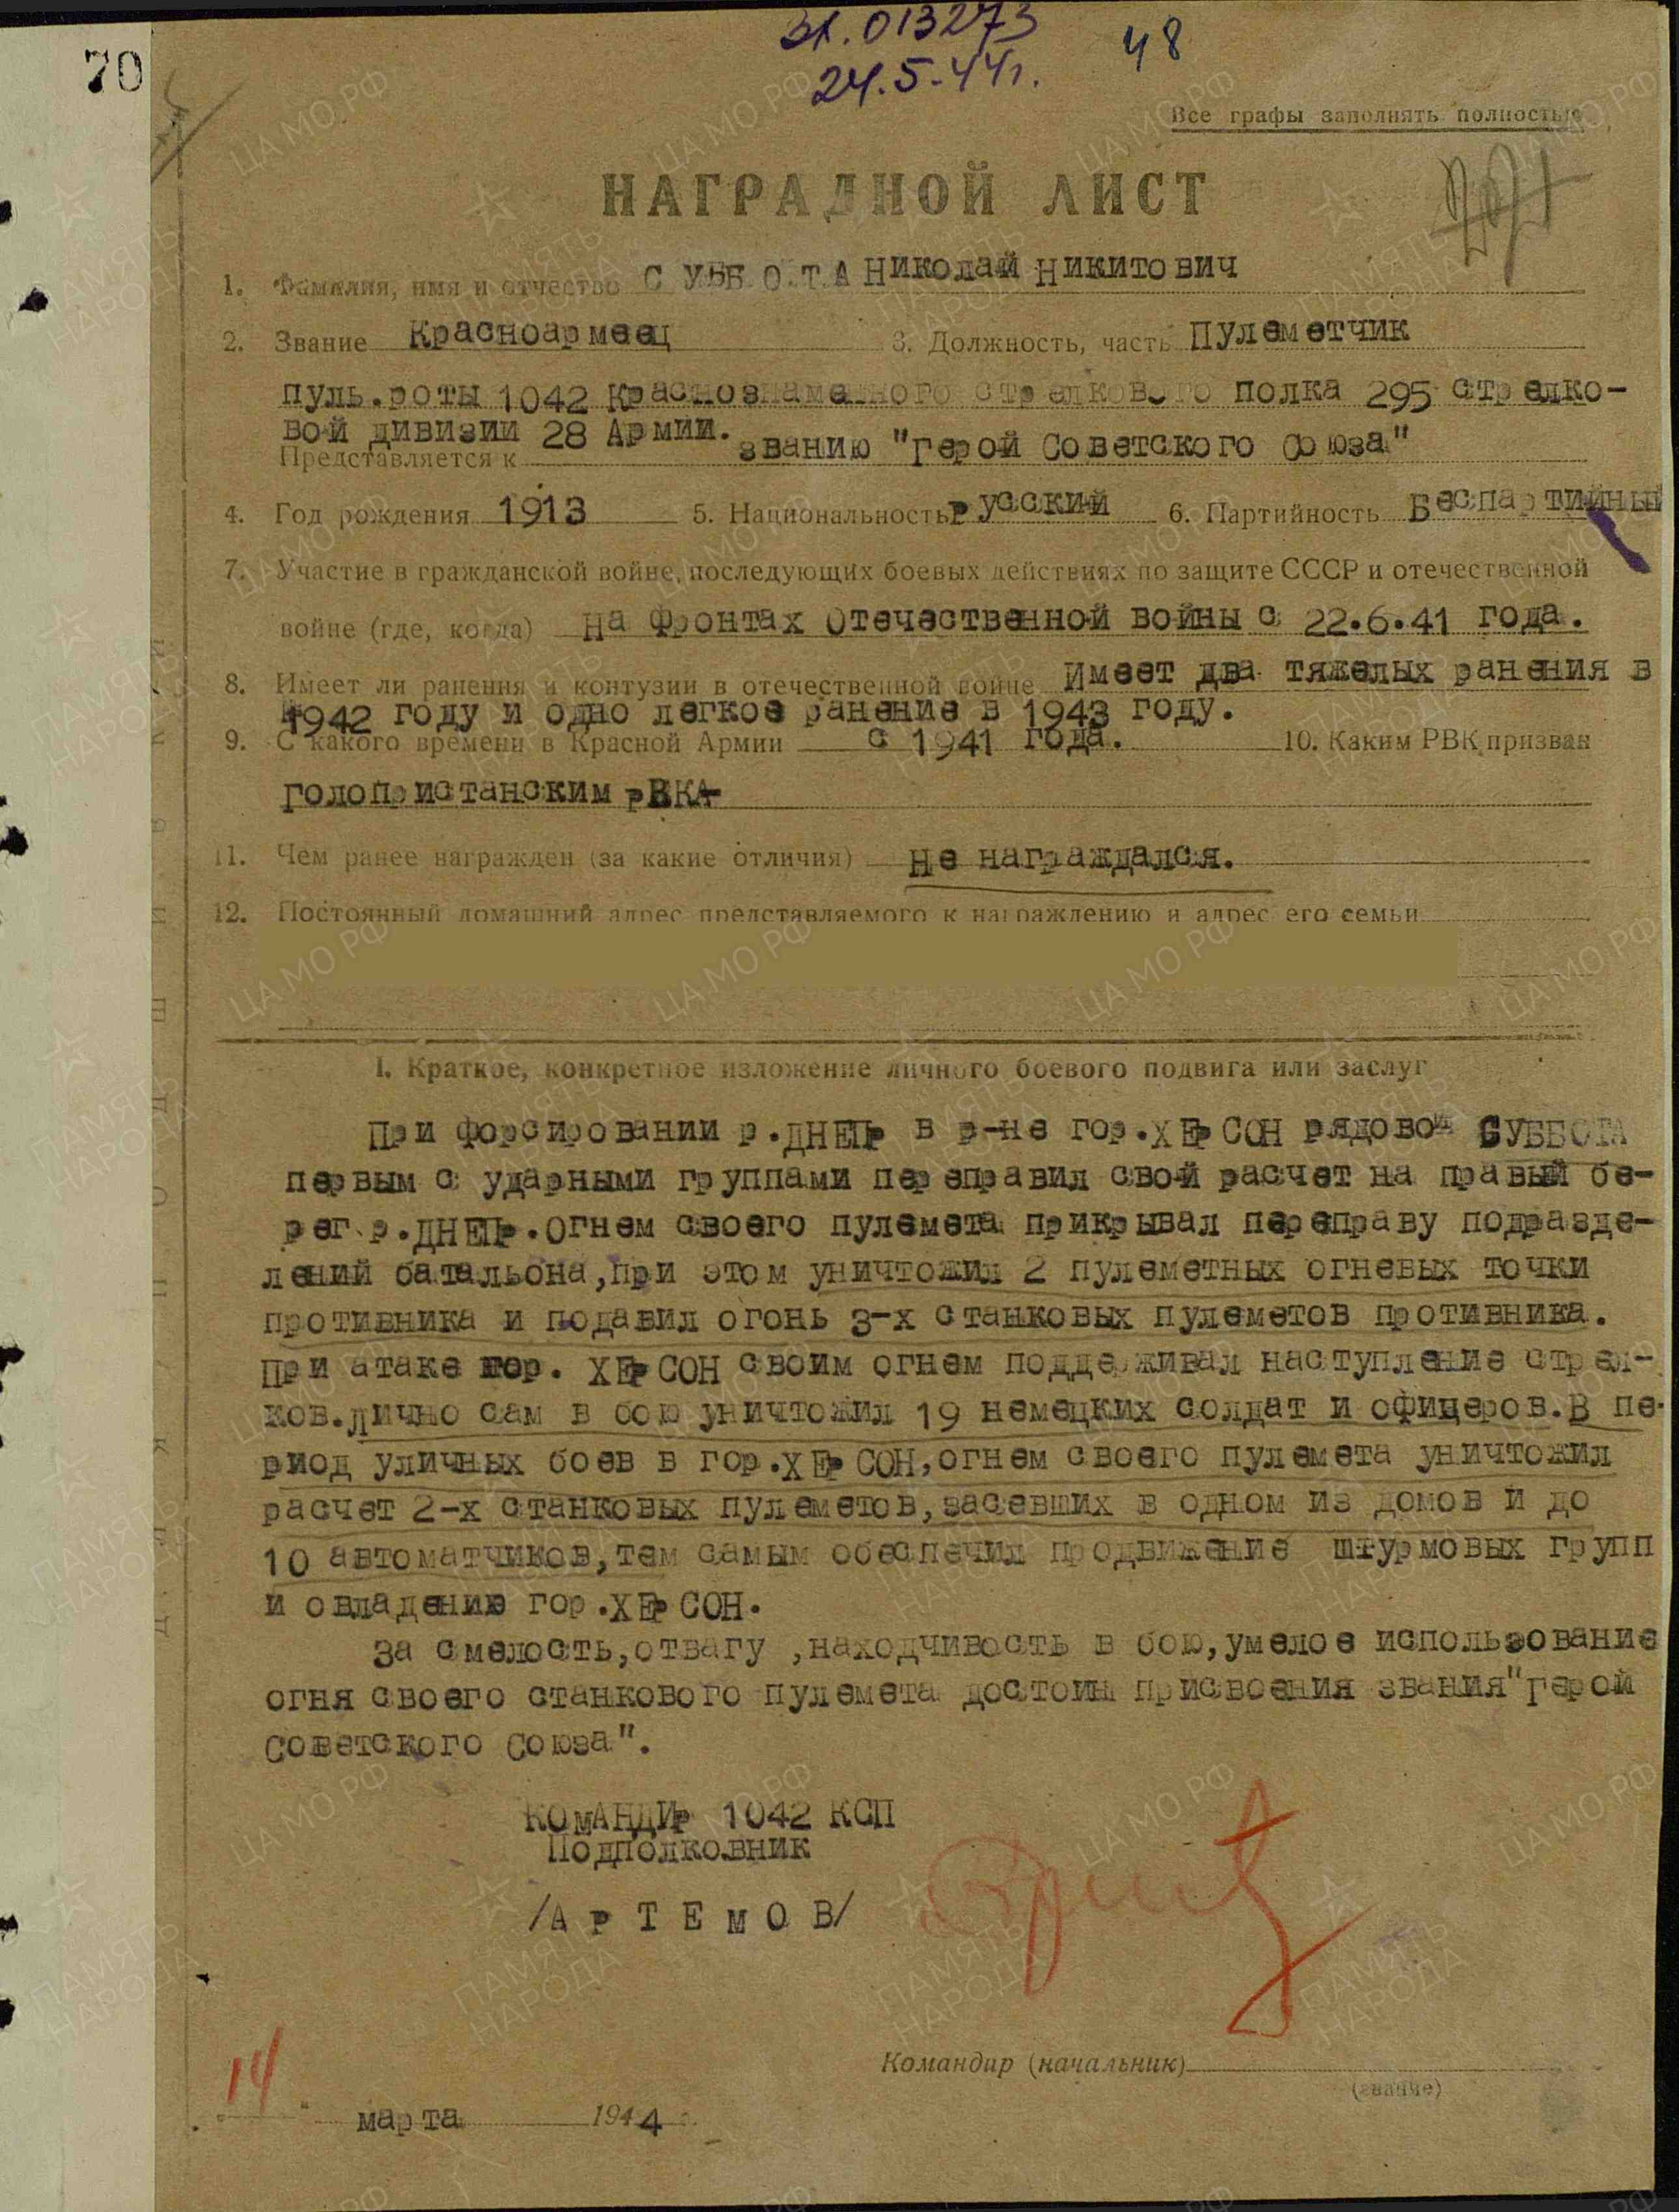 70
Вх. 013273
24.5.44г.
48
Все графы заполнять полностью
НАГРАДНОЙ ЛИСТ
1. Фамилия, имя и отчество СУББОТА Николай Никитович
2. Звание Красноармеец 3. Должность, часть Пулеметчик
пуль.роты 1042 Краснознаменного стрелкового полка 295 стрелко-
вой дивизии 28 Армии.
Представляется к званию "Герой Советского Союза"
4. Год рождения 1913 5. Национальность русский 6. Партийность Беспартийный
7. Участие в гражданской войне, последующих боевых действиях по защите СССР и отечественной
войне (где, когда) На фронтах Отечественной войны с 22.6.41 года.
8. Имеет ли ранения и контузии в отечественной войне Имеет два тяжелых ранения в
1942 году и одно легкое ранение в 1943 году.
9. С какого времени в Красной Армии с 1941 года. 10. Каким РВК призван
Голопристанским РВКА
11. Чем ранее награжден (за какие отличия) Не награждался.
12. Постоянный домашний адрес представляемого к награждению и адрес его семьи
I. Краткое, конкретное изложение личного боевого подвига или заслуг
При форсировании р.ДНЕПР в р-не гор.ХЕРСОН рядовой СУББОТА
первым с ударными группами переправил свой расчет на правый бе-
рег р.ДНЕПР.Огнем своего пулемета прикрывал переправу подразде-
лений батальона,при этом уничтожил 2 пулеметных огневых точки
противника и подавил огонь 3-х станковых пулеметов противника.
При атаке гор. ХЕРСОН своим огнем поддерживал наступление стрел-
ков.Лично сам в бою уничтожил 19 немецких солдат и офицеров.В пе-
риод уличных боев в гор.ХЕРСОН,огнем своего пулемета уничтожил
расчет 2-х станковых пулеметов,засевших в одном из домов и до
10 автоматчиков,тем самым обеспечил продвижение штурмовых групп
и овладению гор.ХЕРСОН.
За смелость,отвагу ,находчивость в бою,умелое использование
огня своего станкового пулемета достоин присвоения звания"Герой
Советского Союза".
КОМАНДИР 1042 КСП
Подполковник
/АРТЕМОВ/
Командир (начальник)
(звание)
14 марта 1944 г.